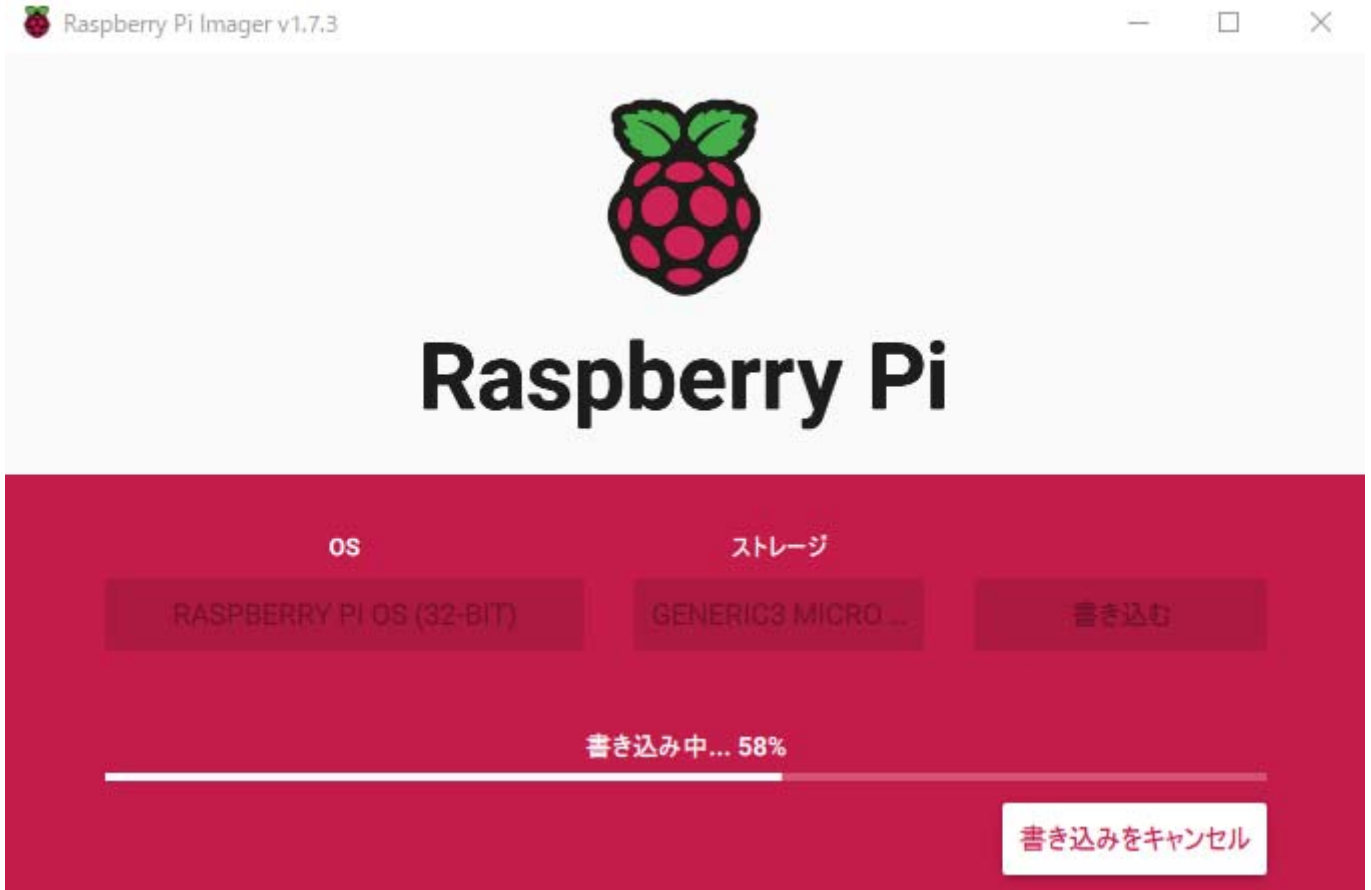 Raspberry Pi Imager v1.7.3
Raspberry Pi
OS ストレージ
RASPBERRY PI OS (32-BIT) GENERIC3 MICRO ... 書き込む
書き込み中... 58%
書き込みをキャンセル